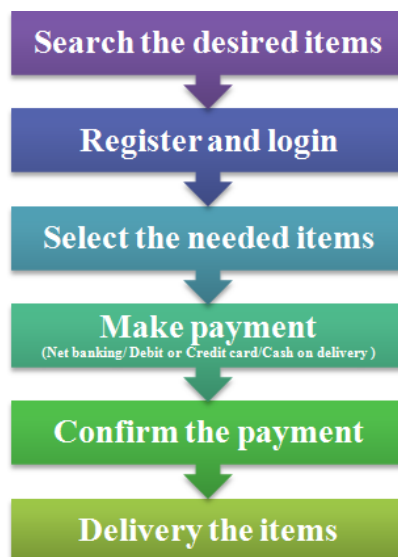 Search the desired items
Register and login
Select the needed items
Make payment
(Net banking/ Debit or Credit card/Cash on delivery )
Confirm the payment
Delivery the items